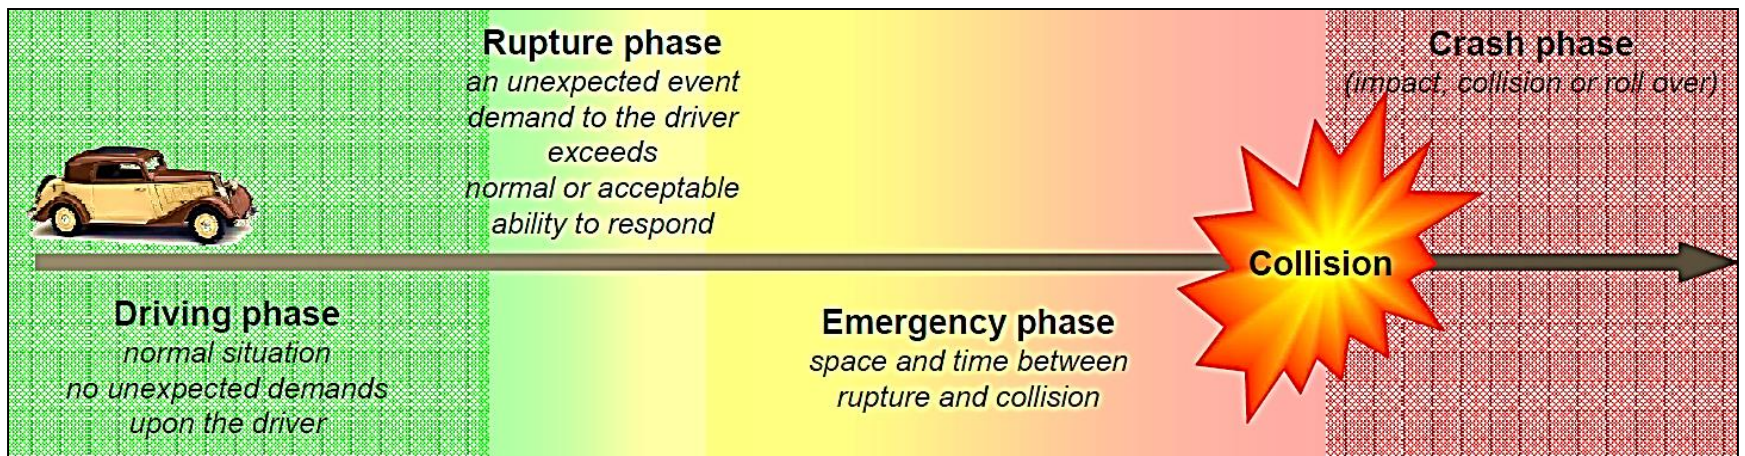 Rupture phase
an unexpected event
demand to the driver
exceeds
normal or acceptable
ability to respond
Crash phase
(impact, collision or roll over)
Collision
Driving phase
normal situation
no unexpected demands
upon the driver
Emergency phase
space and time between
rupture and collision